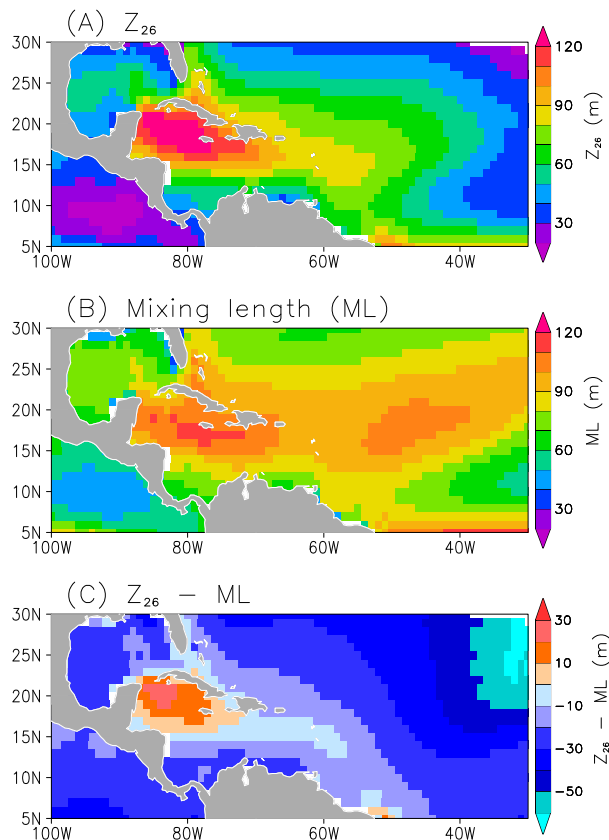 (A) Z₂₆
30N
25N
20N
15N
10N
5N
100W 80W 60W 40W
120
90
60
30
Z₂₆ (m)
(B) Mixing length (ML)
30N
25N
20N
15N
10N
5N
100W 80W 60W 40W
120
90
60
30
ML (m)
(C) Z₂₆ − ML
30N
25N
20N
15N
10N
5N
100W 80W 60W 40W
30
10
−10
−30
−50
Z₂₆ − ML (m)